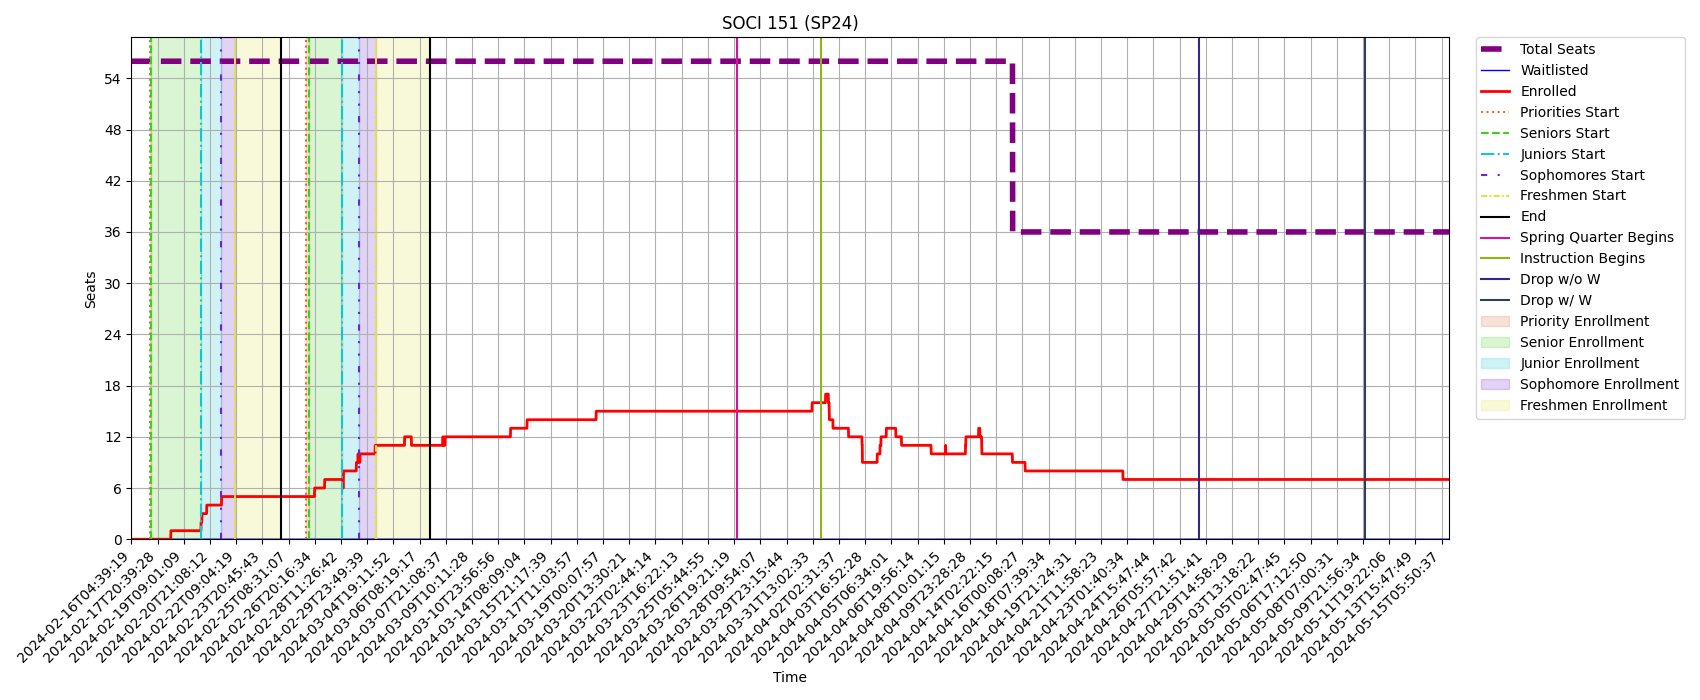 SOCI 151 (SP24)
Seats
54
48
42
36
30
24
18
12
6
0
2024-02-16T04:39:19
2024-02-17T20:39:28
2024-02-19T09:01:09
2024-02-20T21:08:12
2024-02-22T09:04:19
2024-02-23T20:45:43
2024-02-25T08:31:07
2024-02-26T20:16:34
2024-02-28T11:26:42
2024-02-29T23:49:39
2024-03-04T19:11:52
2024-03-06T08:19:17
2024-03-07T21:08:37
2024-03-09T10:11:28
2024-03-10T23:56:56
2024-03-14T08:09:04
2024-03-15T21:17:39
2024-03-17T11:03:57
2024-03-19T00:07:57
2024-03-20T13:30:21
2024-03-22T02:44:14
2024-03-23T16:22:13
2024-03-25T05:44:55
2024-03-26T19:21:19
2024-03-28T09:54:07
2024-03-29T23:15:44
2024-03-31T13:02:33
2024-04-02T02:31:37
2024-04-03T16:52:28
2024-04-05T06:34:01
2024-04-06T19:56:14
2024-04-08T10:01:15
2024-04-09T23:28:28
2024-04-14T02:22:15
2024-04-16T00:08:27
2024-04-18T07:39:34
2024-04-19T21:24:31
2024-04-21T11:58:23
2024-04-23T01:40:34
2024-04-24T15:47:44
2024-04-26T05:57:42
2024-04-27T21:51:41
2024-04-29T14:58:29
2024-05-03T13:18:22
2024-05-05T02:47:45
2024-05-06T17:12:50
2024-05-08T07:00:31
2024-05-09T21:56:34
2024-05-11T19:22:06
2024-05-13T15:47:49
2024-05-15T05:50:37
Time
Total Seats
Waitlisted
Enrolled
Priorities Start
Seniors Start
Juniors Start
Sophomores Start
Freshmen Start
End
Spring Quarter Begins
Instruction Begins
Drop w/o W
Drop w/ W
Priority Enrollment
Senior Enrollment
Junior Enrollment
Sophomore Enrollment
Freshmen Enrollment